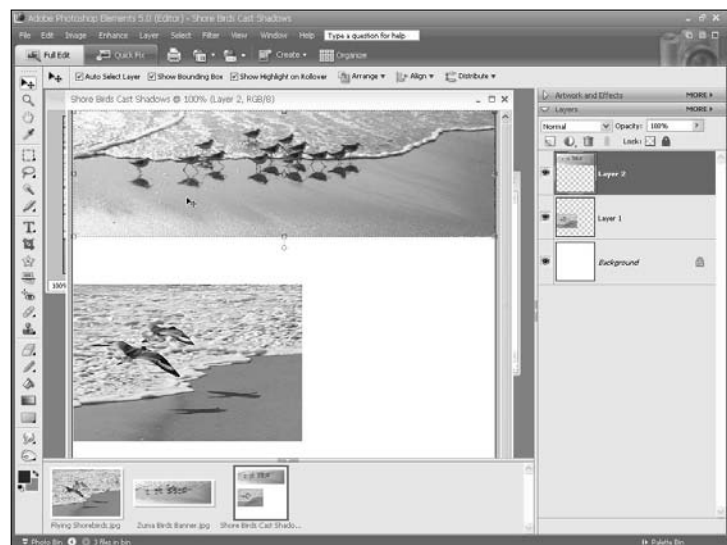 Adobe Photoshop Elements 5.0 (Editor) - Shore Birds Cast Shadows
File Edit Image Enhance Layer Select Filter View Window Help Type a question for help
Full Edit Quick Fix Create Organize
Auto Select Layer Show Bounding Box Show Highlight on Rollover Arrange Align Distribute
Shore Birds Cast Shadows @ 100% (Layer 2, RGB/8)
Artwork and Effects MORE
Layers MORE
Normal Opacity: 100%
Lock:
Layer 2
Layer 1
Background
100%
Flying Shorebirds.jpg Zuma Birds Banner.jpg Shore Birds Cast Shado...
Photo Bin 3 files in bin Palette Bin